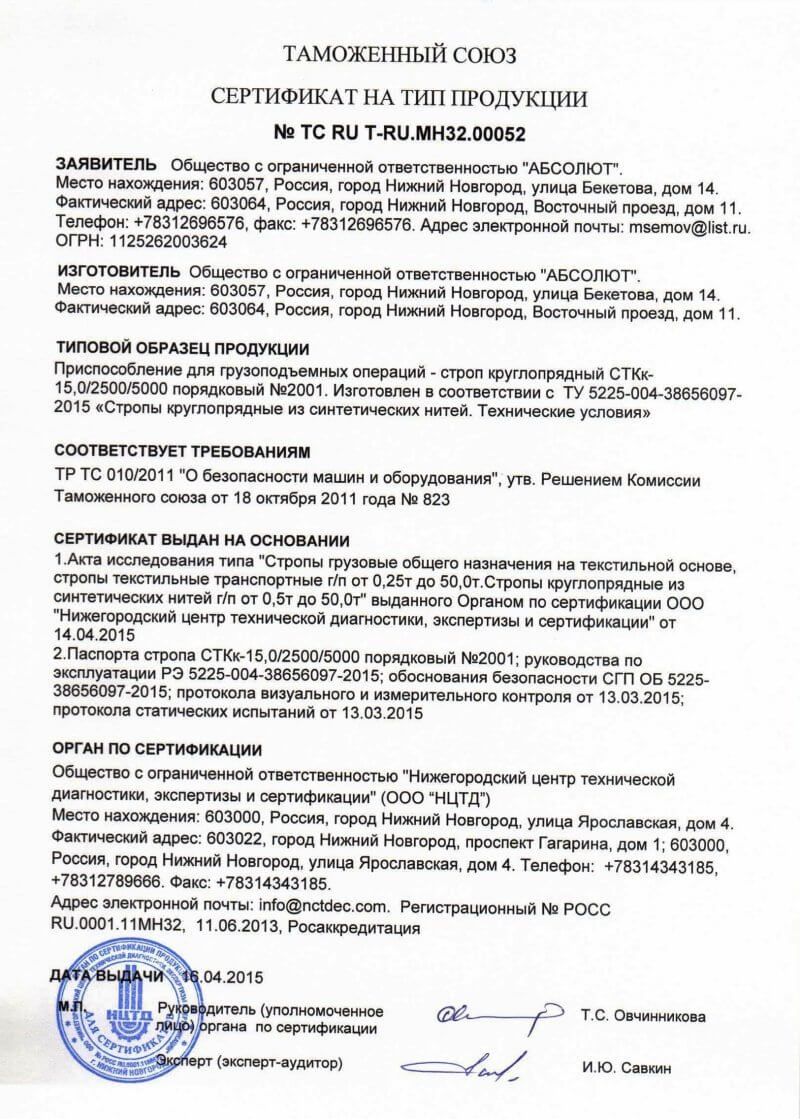 ТАМОЖЕННЫЙ СОЮЗ
СЕРТИФИКАТ НА ТИП ПРОДУКЦИИ
№ ТС RU Т-RU.МН32.00052
ЗАЯВИТЕЛЬ Общество с ограниченной ответственностью "АБСОЛЮТ".
Место нахождения: 603057, Россия, город Нижний Новгород, улица Бекетова, дом 14.
Фактический адрес: 603064, Россия, город Нижний Новгород, Восточный проезд, дом 11.
Телефон: +78312696576, факс: +78312696576. Адрес электронной почты: msemov@list.ru.
ОГРН: 1125262003624
ИЗГОТОВИТЕЛЬ Общество с ограниченной ответственностью "АБСОЛЮТ".
Место нахождения: 603057, Россия, город Нижний Новгород, улица Бекетова, дом 14.
Фактический адрес: 603064, Россия, город Нижний Новгород, Восточный проезд, дом 11.
ТИПОВОЙ ОБРАЗЕЦ ПРОДУКЦИИ
Приспособление для грузоподъемных операций - строп круглопрядный СТКк-
15,0/2500/5000 порядковый №2001. Изготовлен в соответствии с ТУ 5225-004-38656097-
2015 «Стропы круглопрядные из синтетических нитей. Технические условия»
СООТВЕТСТВУЕТ ТРЕБОВАНИЯМ
ТР ТС 010/2011 "О безопасности машин и оборудования", утв. Решением Комиссии
Таможенного союза от 18 октября 2011 года № 823
СЕРТИФИКАТ ВЫДАН НА ОСНОВАНИИ
1.Акта исследования типа "Стропы грузовые общего назначения на текстильной основе,
стропы текстильные транспортные г/п от 0,25т до 50,0т.Стропы круглопрядные из
синтетических нитей г/п от 0,5т до 50,0т" выданного Органом по сертификации ООО
"Нижегородский центр технической диагностики, экспертизы и сертификации" от
14.04.2015
2.Паспорта стропа СТКк-15,0/2500/5000 порядковый №2001; руководства по
эксплуатации РЭ 5225-004-38656097-2015; обоснования безопасности СГП ОБ 5225-
38656097-2015; протокола визуального и измерительного контроля от 13.03.2015;
протокола статических испытаний от 13.03.2015
ОРГАН ПО СЕРТИФИКАЦИИ
Общество с ограниченной ответственностью "Нижегородский центр технической
диагностики, экспертизы и сертификации" (ООО “НЦТД”)
Место нахождения: 603000, Россия, город Нижний Новгород, улица Ярославская, дом 4.
Фактический адрес: 603022, город Нижний Новгород, проспект Гагарина, дом 1; 603000,
Россия, город Нижний Новгород, улица Ярославская, дом 4. Телефон: +78314343185,
+78312789666. Факс: +78314343185.
Адрес электронной почты: info@nctdec.com. Регистрационный № РОСС
RU.0001.11МН32, 11.06.2013, Росаккредитация
ДАТА ВЫДАЧИ 16.04.2015
М.П. Руководитель (уполномоченное
лицо) органа по сертификации
Т.С. Овчинникова
Эксперт (эксперт-аудитор)
И.Ю. Савкин
НЦТД
ДЛЯ СЕРТИФИКАТОВ
г. НИЖНИЙ НОВГОРОД